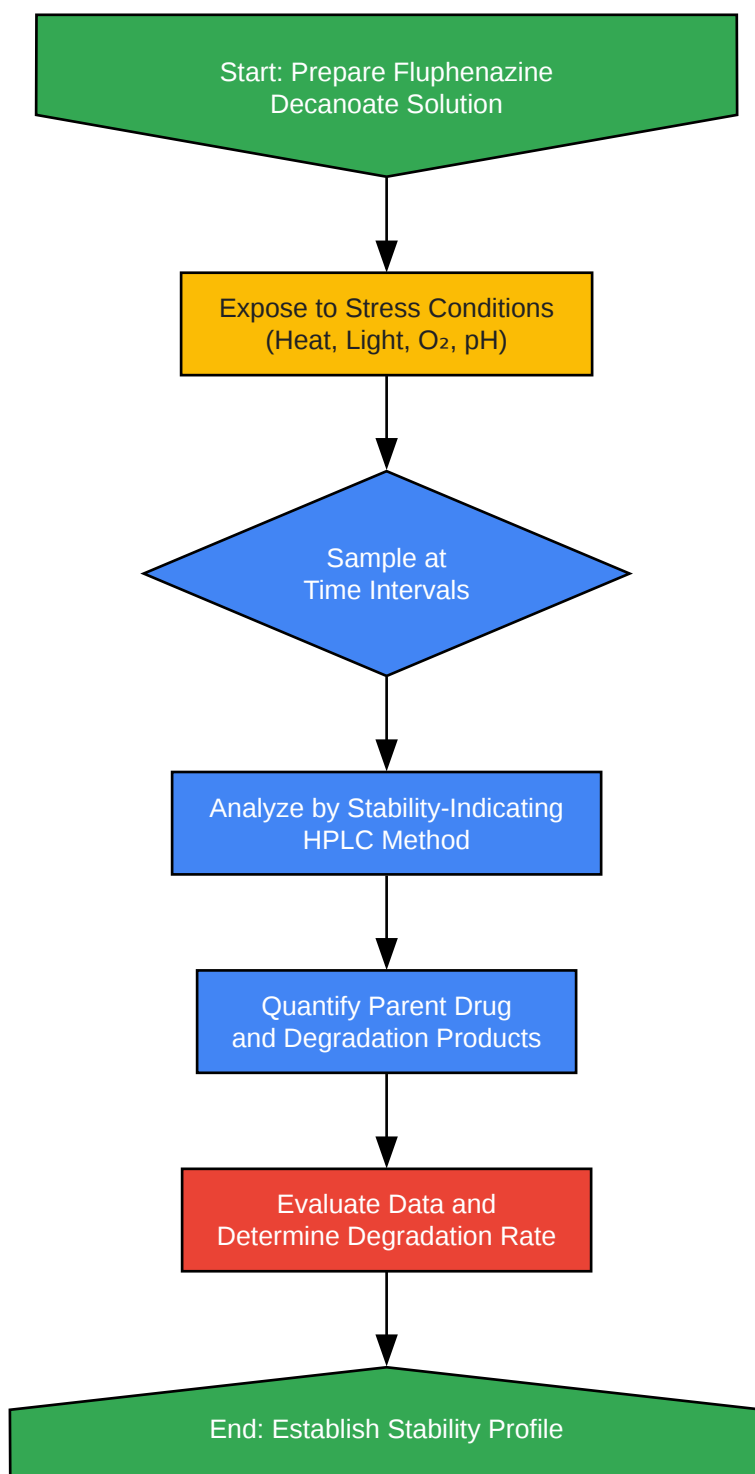 Start: Prepare Fluphenazine
Decanoate Solution
Expose to Stress Conditions
(Heat, Light, O₂, pH)
Sample at
Time Intervals
Analyze by Stability-Indicating
HPLC Method
Quantify Parent Drug
and Degradation Products
Evaluate Data and
Determine Degradation Rate
End: Establish Stability Profile